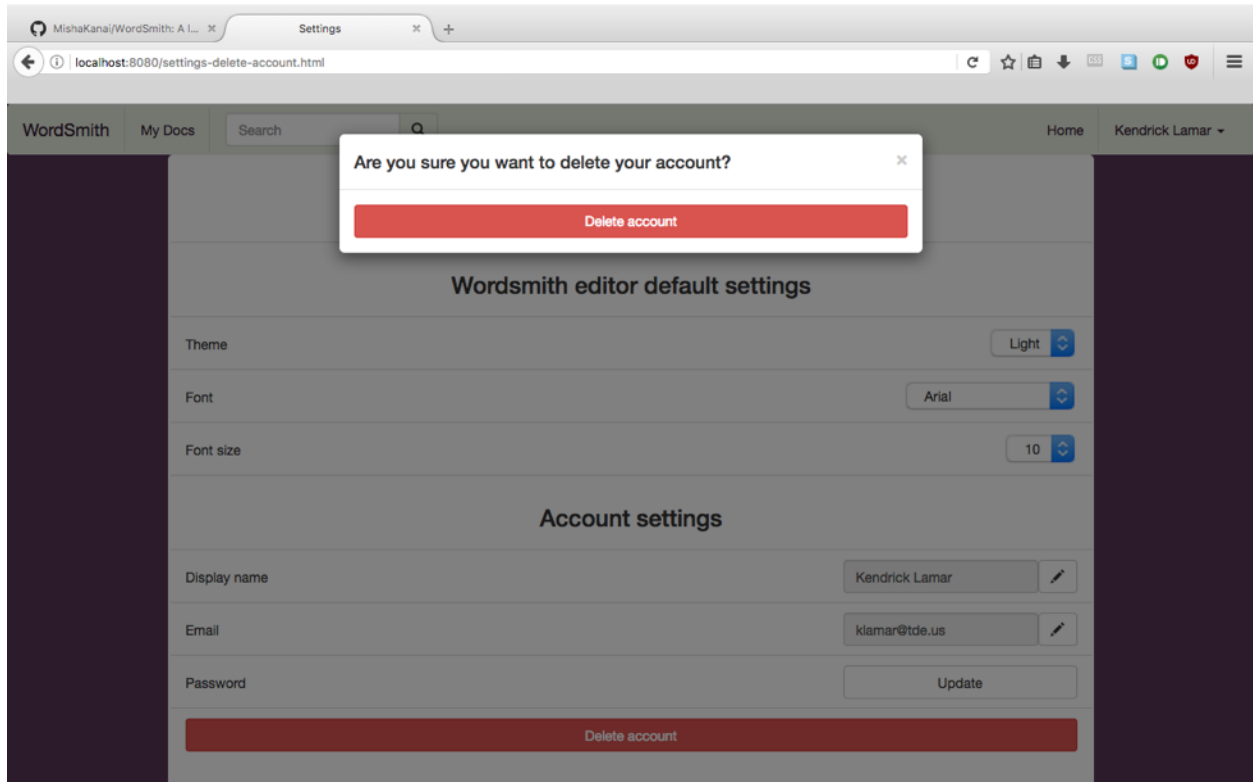 MishaKanai/WordSmith: A l...
Settings
localhost:8080/settings-delete-account.html
WordSmith My Docs Search Home Kendrick Lamar
Are you sure you want to delete your account?
Delete account
Wordsmith editor default settings
Theme Light
Font Arial
Font size 10
Account settings
Display name Kendrick Lamar
Email klamar@tde.us
Password Update
Delete account